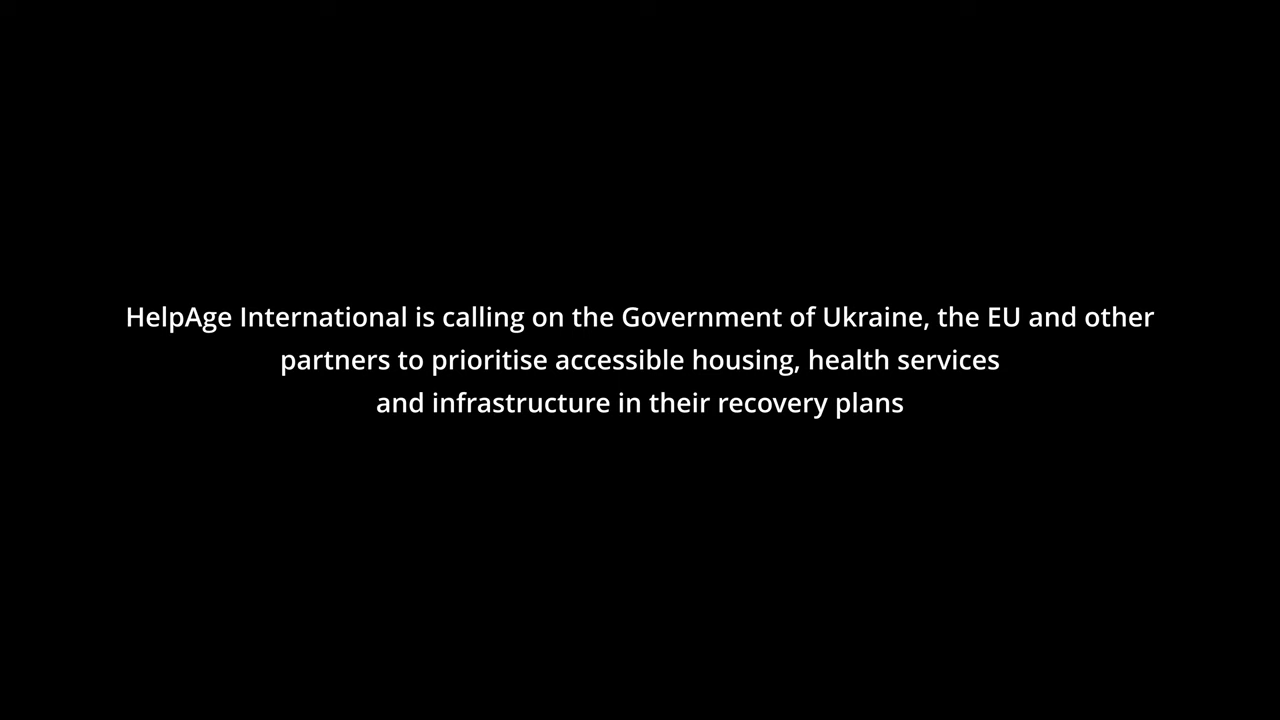 HelpAge International is calling on the Government of Ukraine, the EU and other
partners to prioritise accessible housing, health services
and infrastructure in their recovery plans